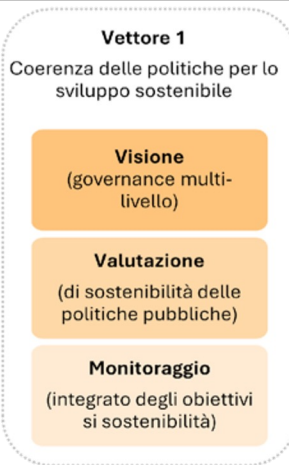 Vettore 1
Coerenza delle politiche per lo
sviluppo sostenibile
Visione
(governance multi-
livello)
Valutazione
(di sostenibilità delle
politiche pubbliche)
Monitoraggio
(integrato degli obiettivi
si sostenibilità)